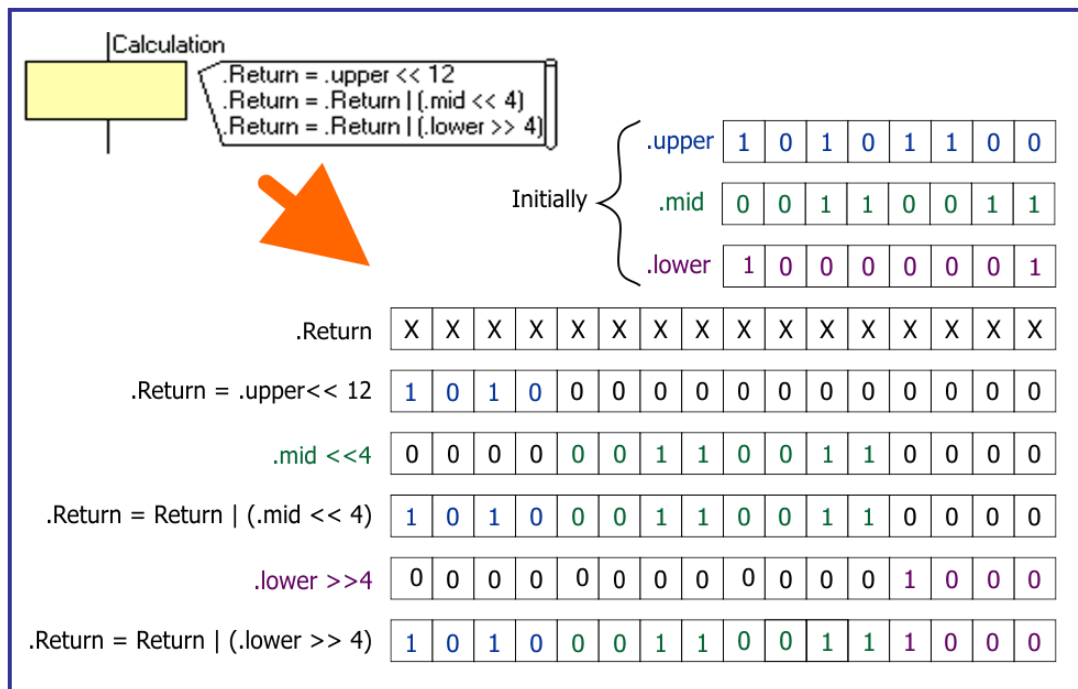 Calculation
.Return = .upper << 12
.Return = .Return | (.mid << 4)
.Return = .Return | (.lower >> 4)
Initially
.upper 1 0 1 0 1 1 0 0
.mid 0 0 1 1 0 0 1 1
.lower 1 0 0 0 0 0 0 1
.Return X X X X X X X X X X X X X X X X
.Return = .upper<< 12 1 0 1 0 0 0 0 0 0 0 0 0 0 0 0 0
.mid <<4 0 0 0 0 0 0 1 1 0 0 1 1 0 0 0 0
.Return = Return | (.mid << 4) 1 0 1 0 0 0 1 1 0 0 1 1 0 0 0 0
.lower >>4 0 0 0 0 0 0 0 0 0 0 0 0 1 0 0 0
.Return = Return | (.lower >> 4) 1 0 1 0 0 0 1 1 0 0 1 1 1 0 0 0